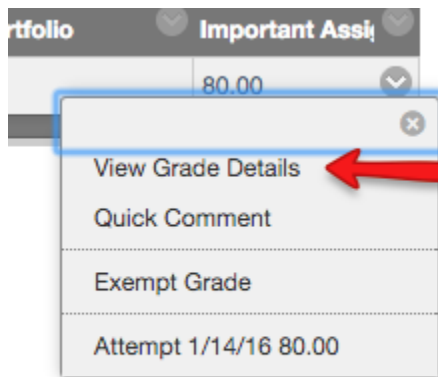 rtfolio Important Assi
80.00
View Grade Details
Quick Comment
Exempt Grade
Attempt 1/14/16 80.00